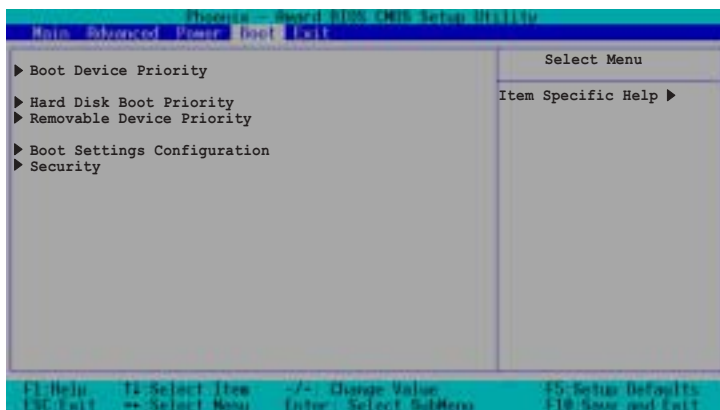 Phoenix - Award BIOS CMOS Setup Utility
Main Advanced Power Boot Exit
Boot Device Priority
Hard Disk Boot Priority
Removable Device Priority
Boot Settings Configuration
Security
Select Menu
Item Specific Help
F1:Help ↑↓:Select Item -/+: Change Value F5:Setup Defaults
ESC:Exit ↔:Select Menu Enter: Select SubMenu F10:Save and Exit